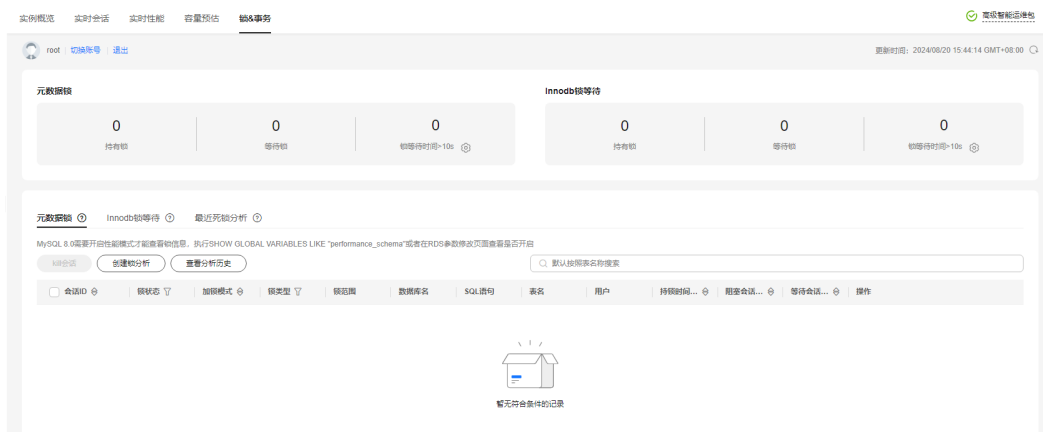 实例概览 实时会话 实时性能 容量预估 锁&事务 高级智能运维包
root 切换账号 退出 更新时间：2024/08/20 15:44:14 GMT+08:00
元数据锁 Innodb锁等待
0 0 0 0 0 0
持有锁 等待锁 锁等待时间>10s 持有锁 等待锁 锁等待时间>10s
元数据锁 Innodb锁等待 最近死锁分析
MySQL 8.0需要开启性能模式才能查看锁信息，执行SHOW GLOBAL VARIABLES LIKE "performance_schema"或者在RDS参数修改页面查看是否开启
kill会话 创建锁分析 查看分析历史 默认按照表名称搜索
会话ID 锁状态 加锁模式 锁类型 锁范围 数据库名 SQL语句 表名 用户 持锁时间... 阻塞会话... 等待会话... 操作
暂无符合条件的记录